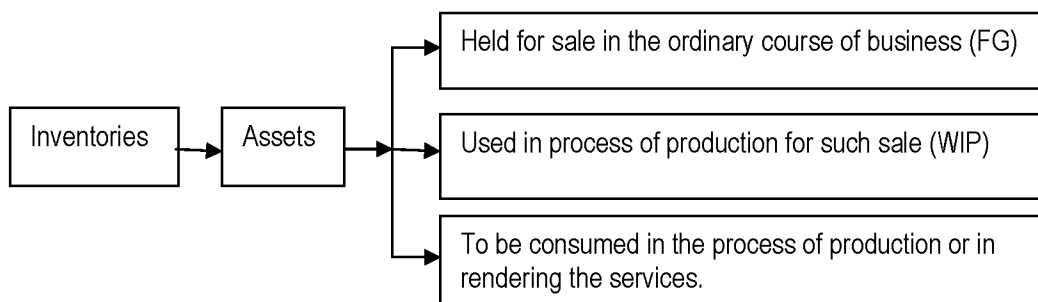 Held for sale in the ordinary course of business (FG)
Inventories
Assets
Used in process of production for such sale (WIP)
To be consumed in the process of production or in
rendering the services.